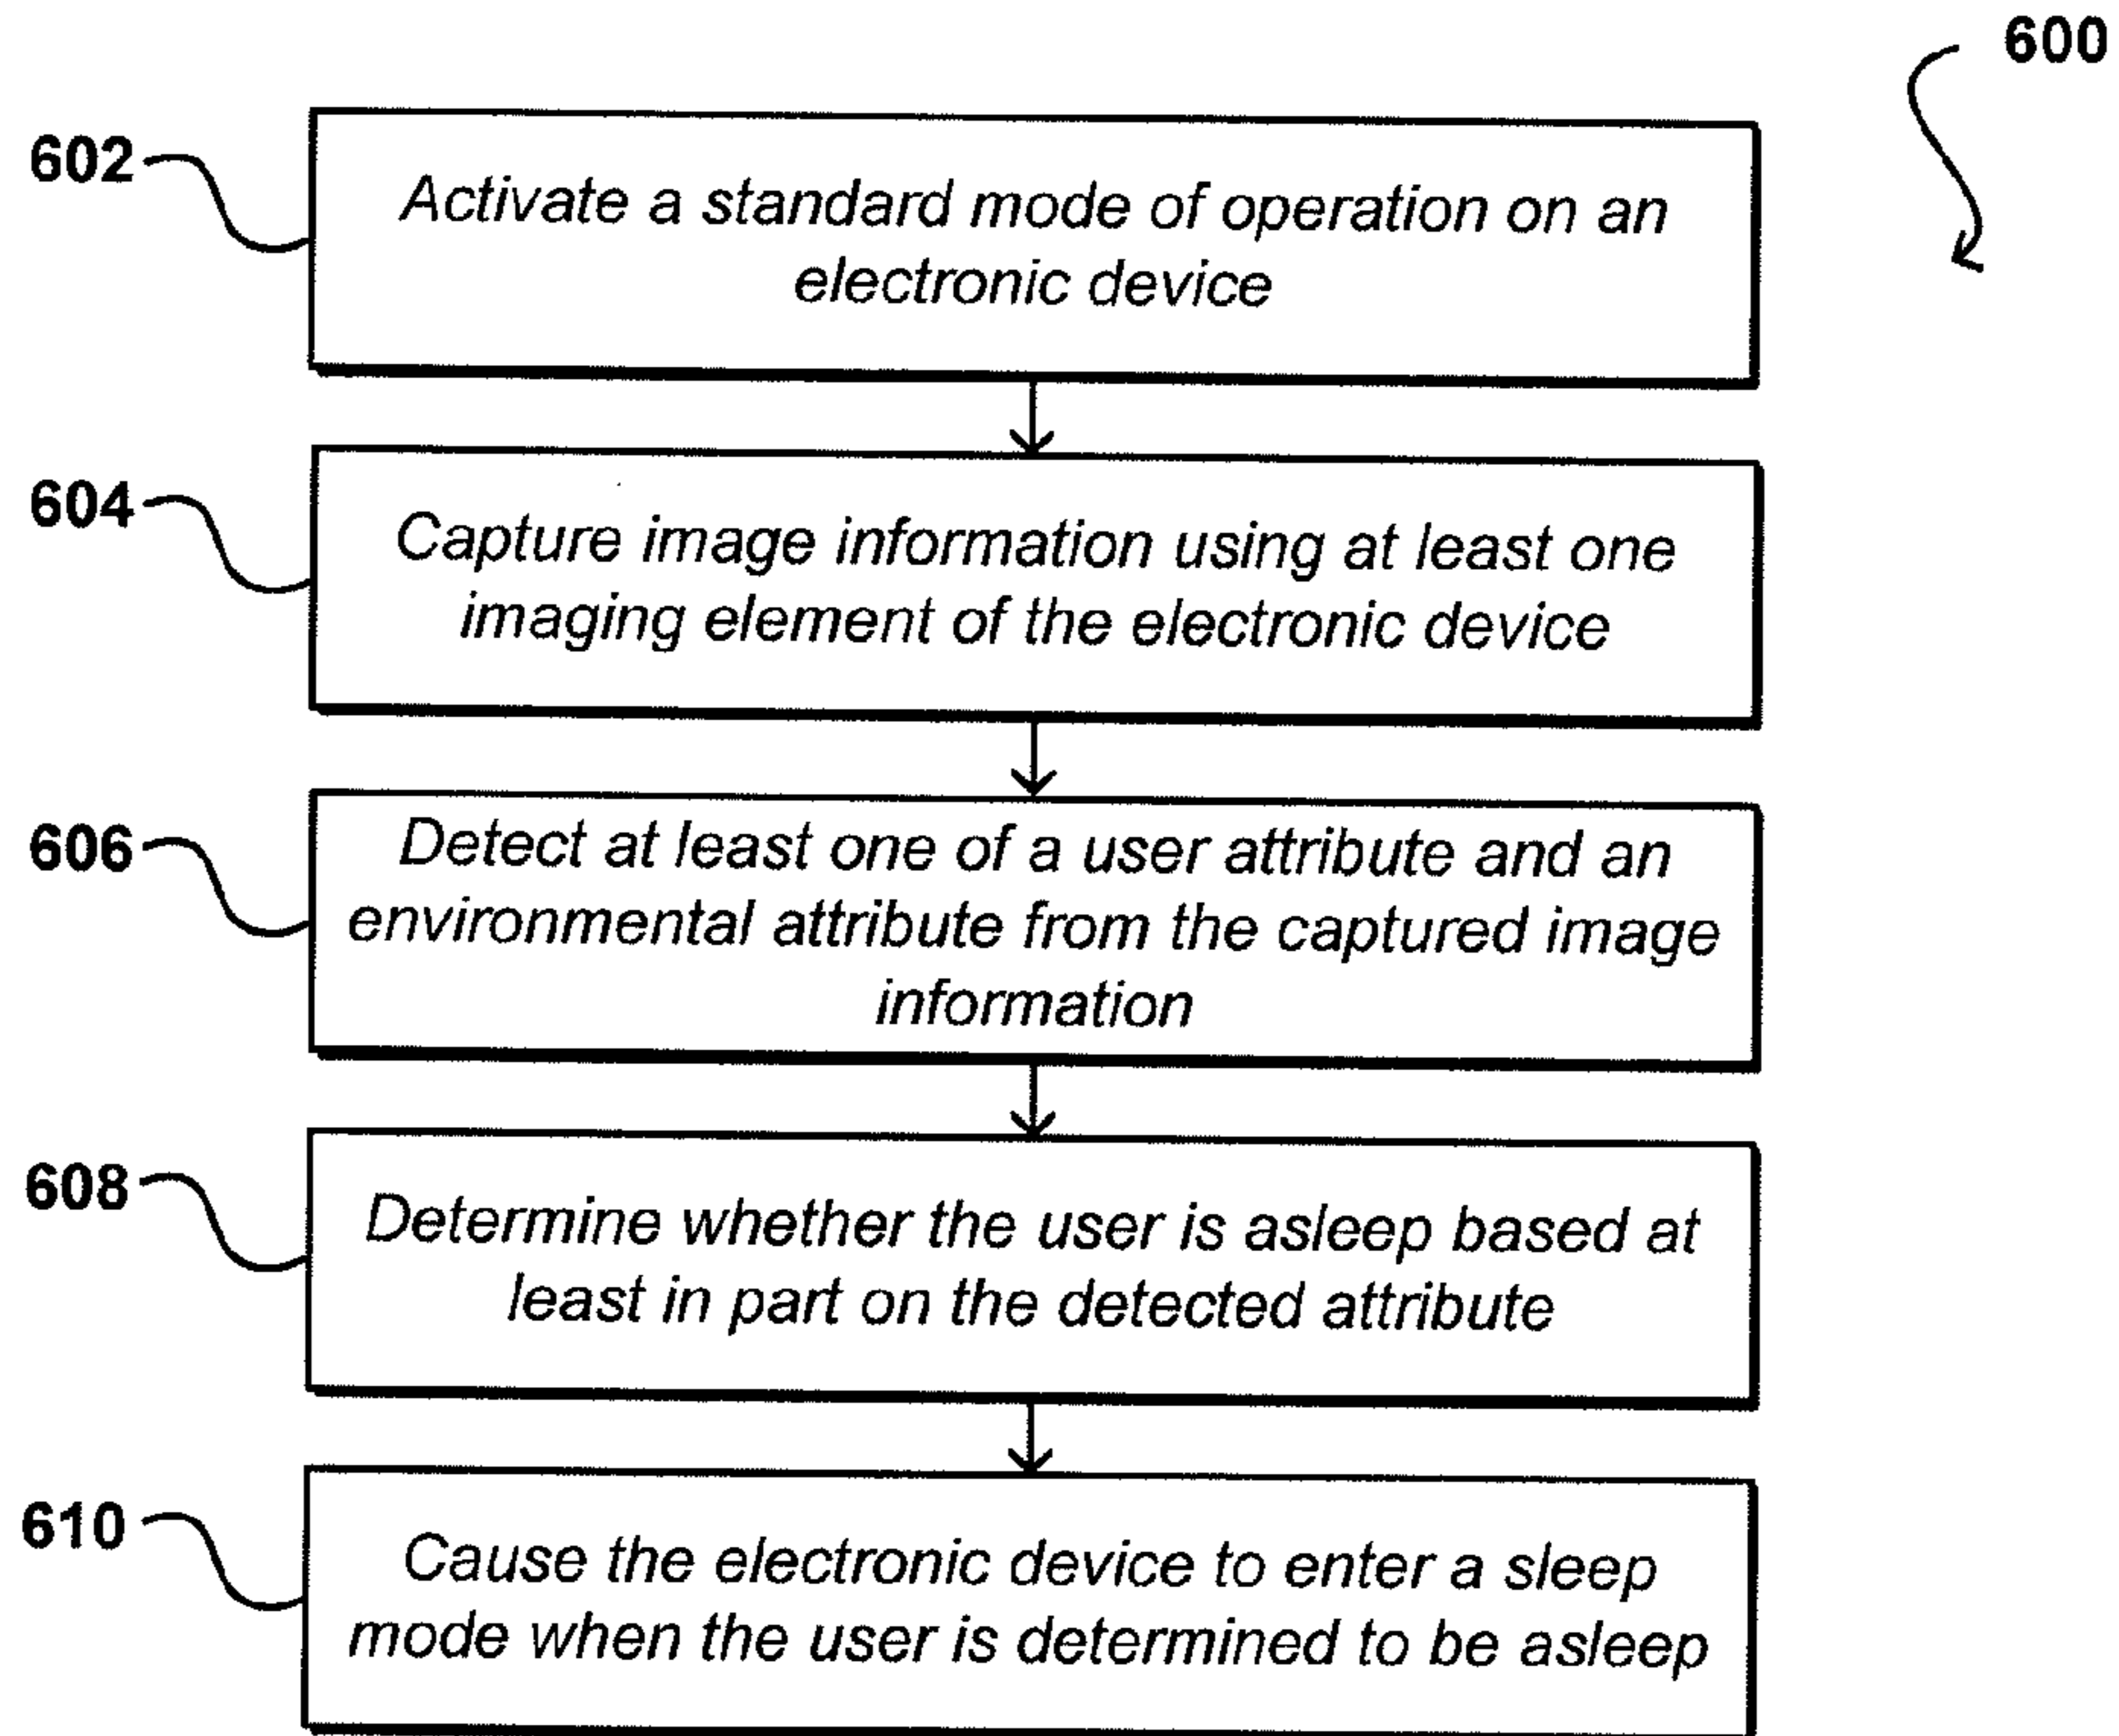 600
602
Activate a standard mode of operation on an
electronic device
604
Capture image information using at least one
imaging element of the electronic device
606
Detect at least one of a user attribute and an
environmental attribute from the captured image
information
608
Determine whether the user is asleep based at
least in part on the detected attribute
610
Cause the electronic device to enter a sleep
mode when the user is determined to be asleep